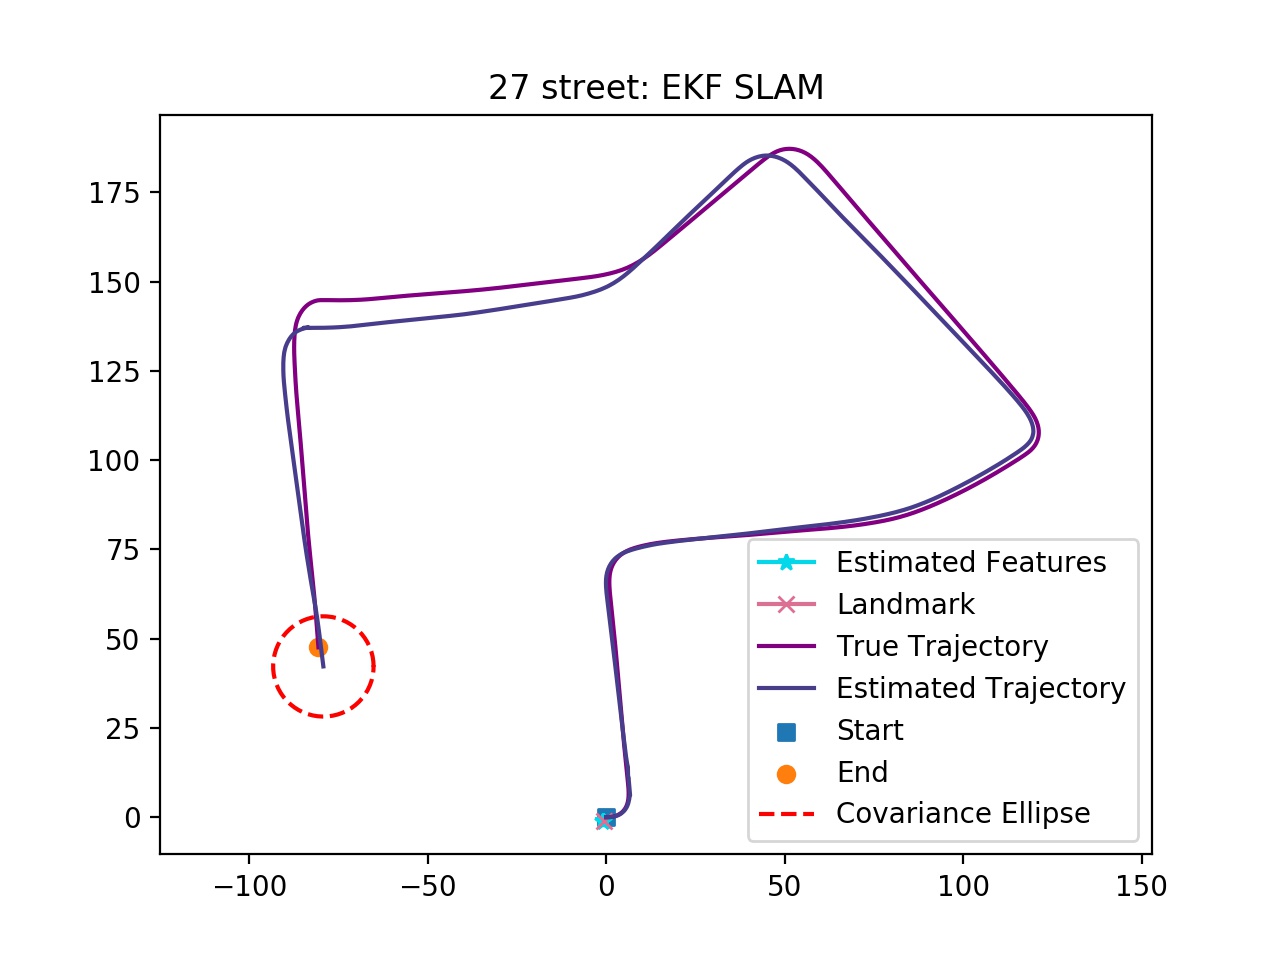 27 street: EKF SLAM
175
150
125
100
75
50
25
0
Estimated Features
Landmark
True Trajectory
Estimated Trajectory
Start
End
Covariance Ellipse
−100 −50 0 50 100 150